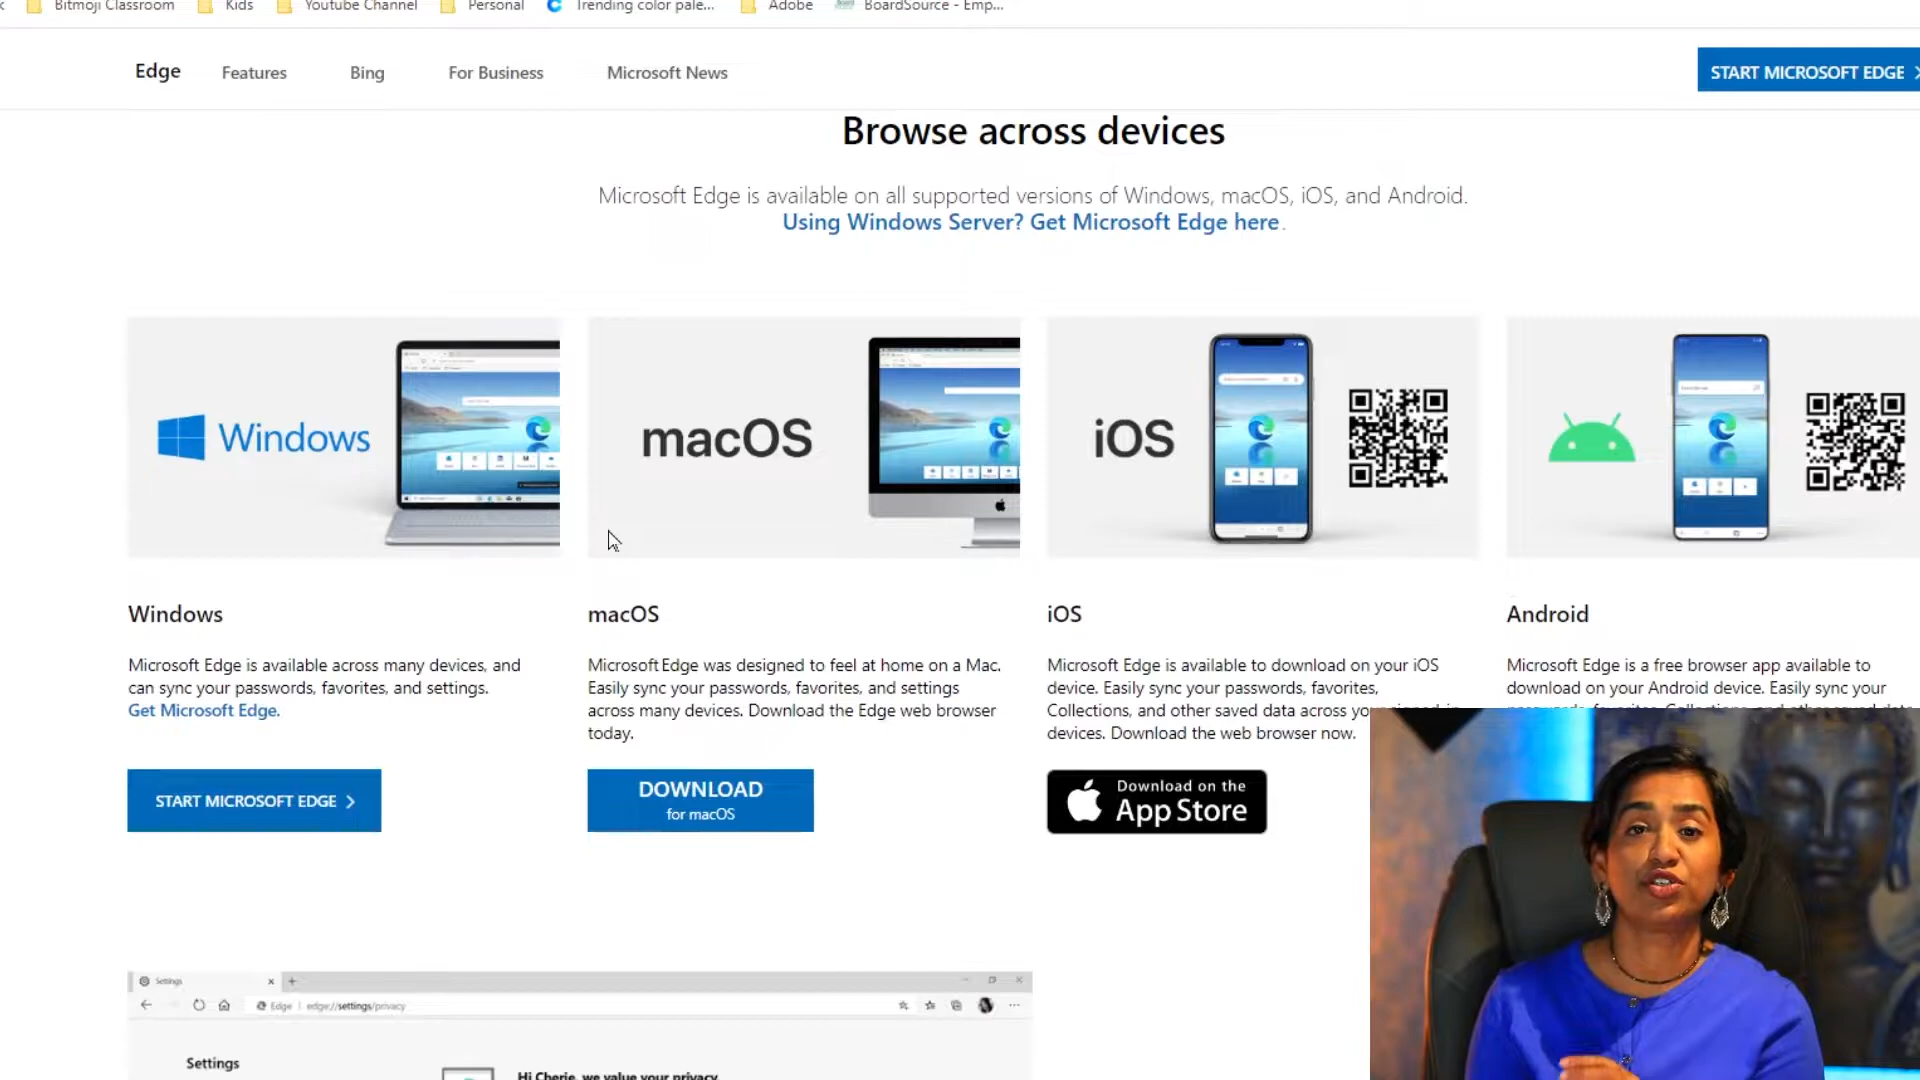 Bitmoji Classroom Kids Youtube Channel Personal Trending color pale... Adobe BoardSource - Emp...
Edge Features Bing For Business Microsoft News START MICROSOFT EDGE
Browse across devices
Microsoft Edge is available on all supported versions of Windows, macOS, iOS, and Android.
Using Windows Server? Get Microsoft Edge here.
Windows
macOS
iOS
Windows
Microsoft Edge is available across many devices, and
can sync your passwords, favorites, and settings.
Get Microsoft Edge.
START MICROSOFT EDGE
macOS
Microsoft Edge was designed to feel at home on a Mac.
Easily sync your passwords, favorites, and settings
across many devices. Download the Edge web browser
today.
DOWNLOAD
for macOS
iOS
Microsoft Edge is available to download on your iOS
device. Easily sync your passwords, favorites,
Collections, and other saved data across your signed-in
devices. Download the web browser now.
Download on the
App Store
Android
Microsoft Edge is a free browser app available to
download on your Android device. Easily sync your
Settings
Edge edge://settings/privacy
Settings
Hi Cherie, we value your privacy.